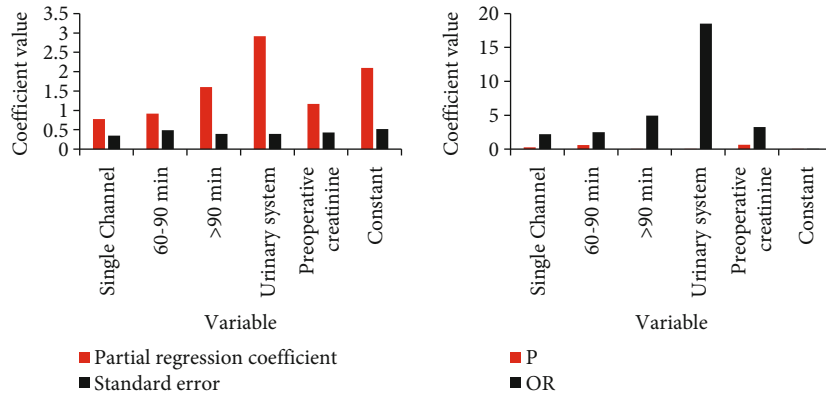 Coefficient value
3.5
3
2.5
2
1.5
1
0.5
0
Single Channel
60-90 min
>90 min
Urinary system
Preoperative
creatinine
Constant
Variable
Partial regression coefficient
Standard error
Coefficient value
20
15
10
5
0
Single Channel
60-90 min
>90 min
Urinary system
Preoperative
creatinine
Constant
Variable
P
OR